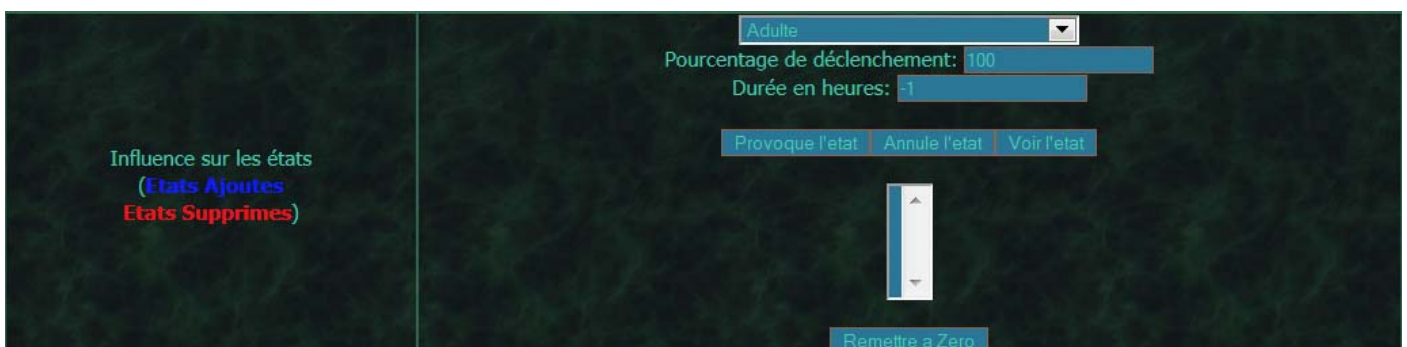 Influence sur les états
(Etats Ajoutes
Etats Supprimes)
Adulte
Pourcentage de déclenchement: 100
Durée en heures: -1
Provoque l'etat Annule l'etat Voir l'etat
Remettre a Zero